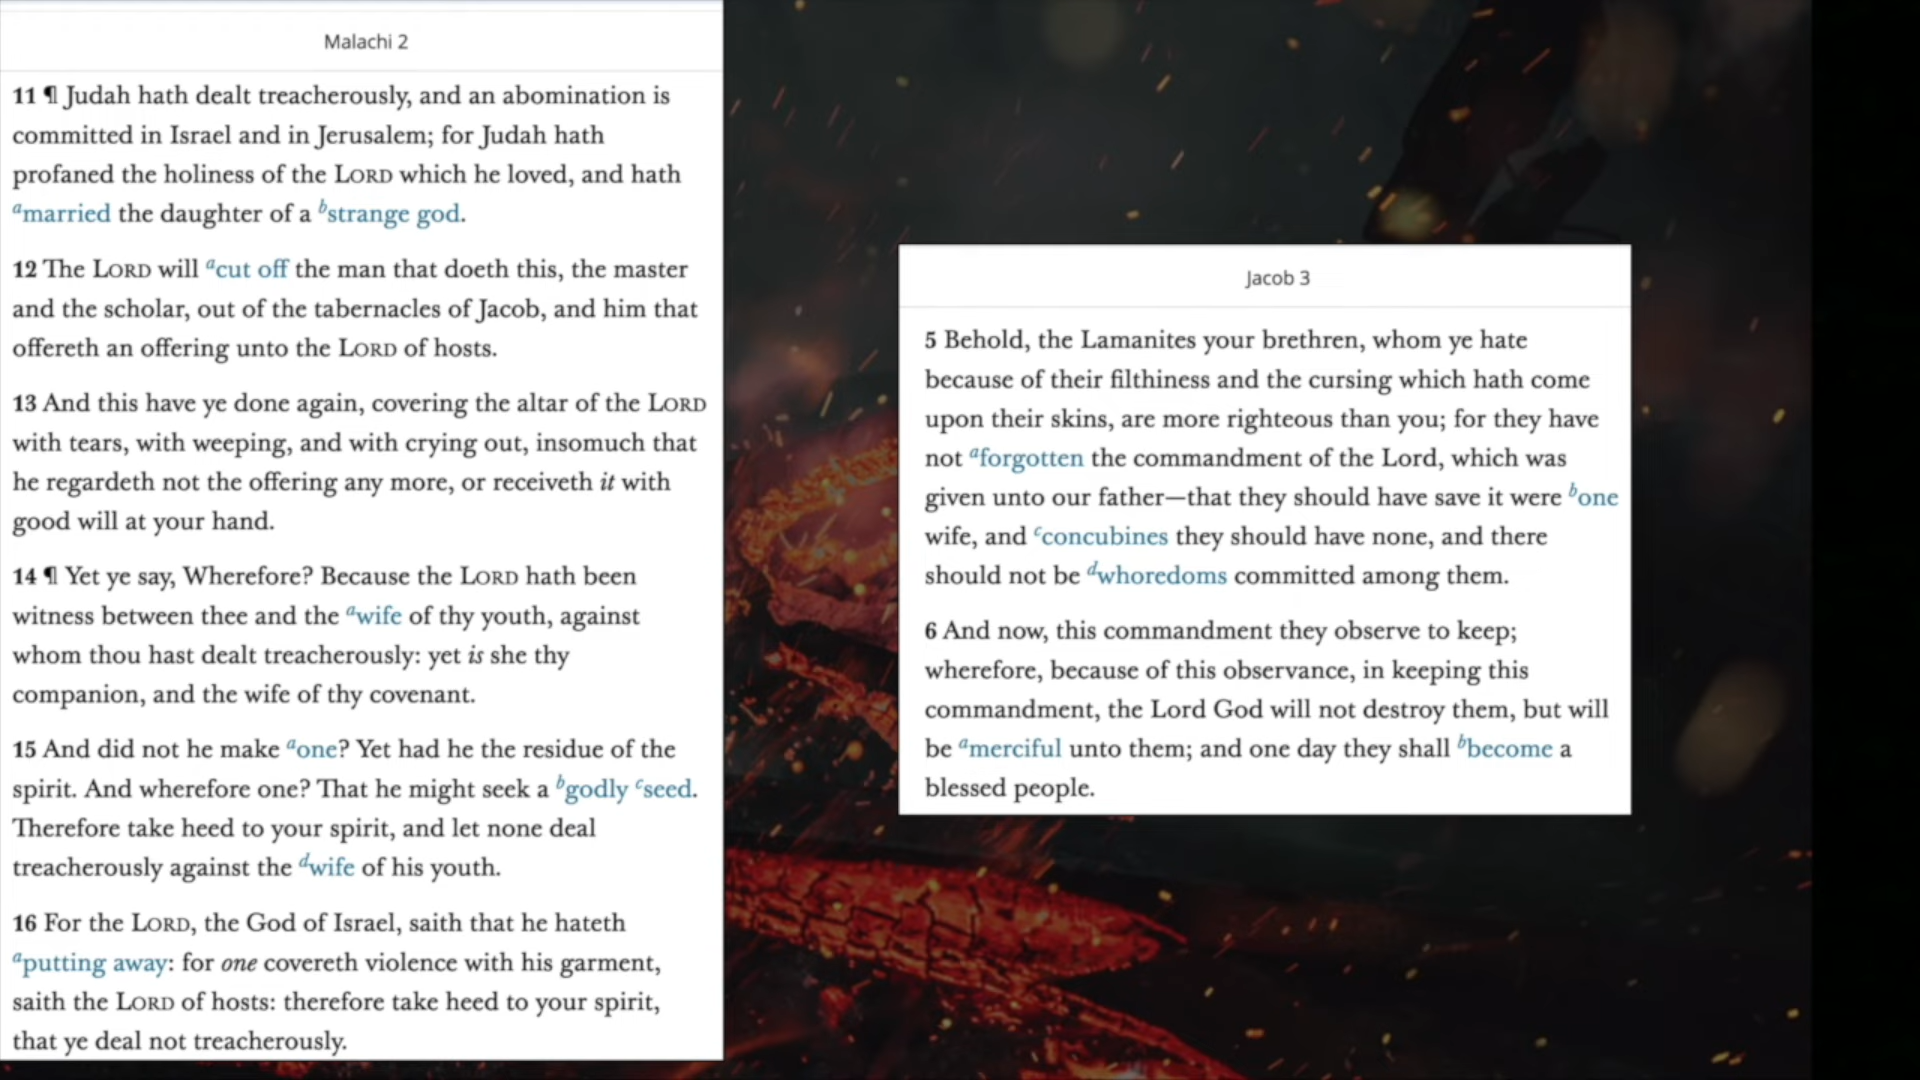 Malachi 2
11 ¶ Judah hath dealt treacherously, and an abomination is
committed in Israel and in Jerusalem; for Judah hath
profaned the holiness of the LORD which he loved, and hath
a married the daughter of a b strange god.
12 The LORD will a cut off the man that doeth this, the master
and the scholar, out of the tabernacles of Jacob, and him that
offereth an offering unto the LORD of hosts.
13 And this have ye done again, covering the altar of the LORD
with tears, with weeping, and with crying out, insomuch that
he regardeth not the offering any more, or receiveth it with
good will at your hand.
14 ¶ Yet ye say, Wherefore? Because the LORD hath been
witness between thee and the a wife of thy youth, against
whom thou hast dealt treacherously: yet is she thy
companion, and the wife of thy covenant.
15 And did not he make a one? Yet had he the residue of the
spirit. And wherefore one? That he might seek a b godly c seed.
Therefore take heed to your spirit, and let none deal
treacherously against the d wife of his youth.
16 For the LORD, the God of Israel, saith that he hateth
a putting away: for one covereth violence with his garment,
saith the LORD of hosts: therefore take heed to your spirit,
that ye deal not treacherously.
Jacob 3
5 Behold, the Lamanites your brethren, whom ye hate
because of their filthiness and the cursing which hath come
upon their skins, are more righteous than you; for they have
not a forgotten the commandment of the Lord, which was
given unto our father—that they should have save it were b one
wife, and c concubines they should have none, and there
should not be d whoredoms committed among them.
6 And now, this commandment they observe to keep;
wherefore, because of this observance, in keeping this
commandment, the Lord God will not destroy them, but will
be a merciful unto them; and one day they shall b become a
blessed people.